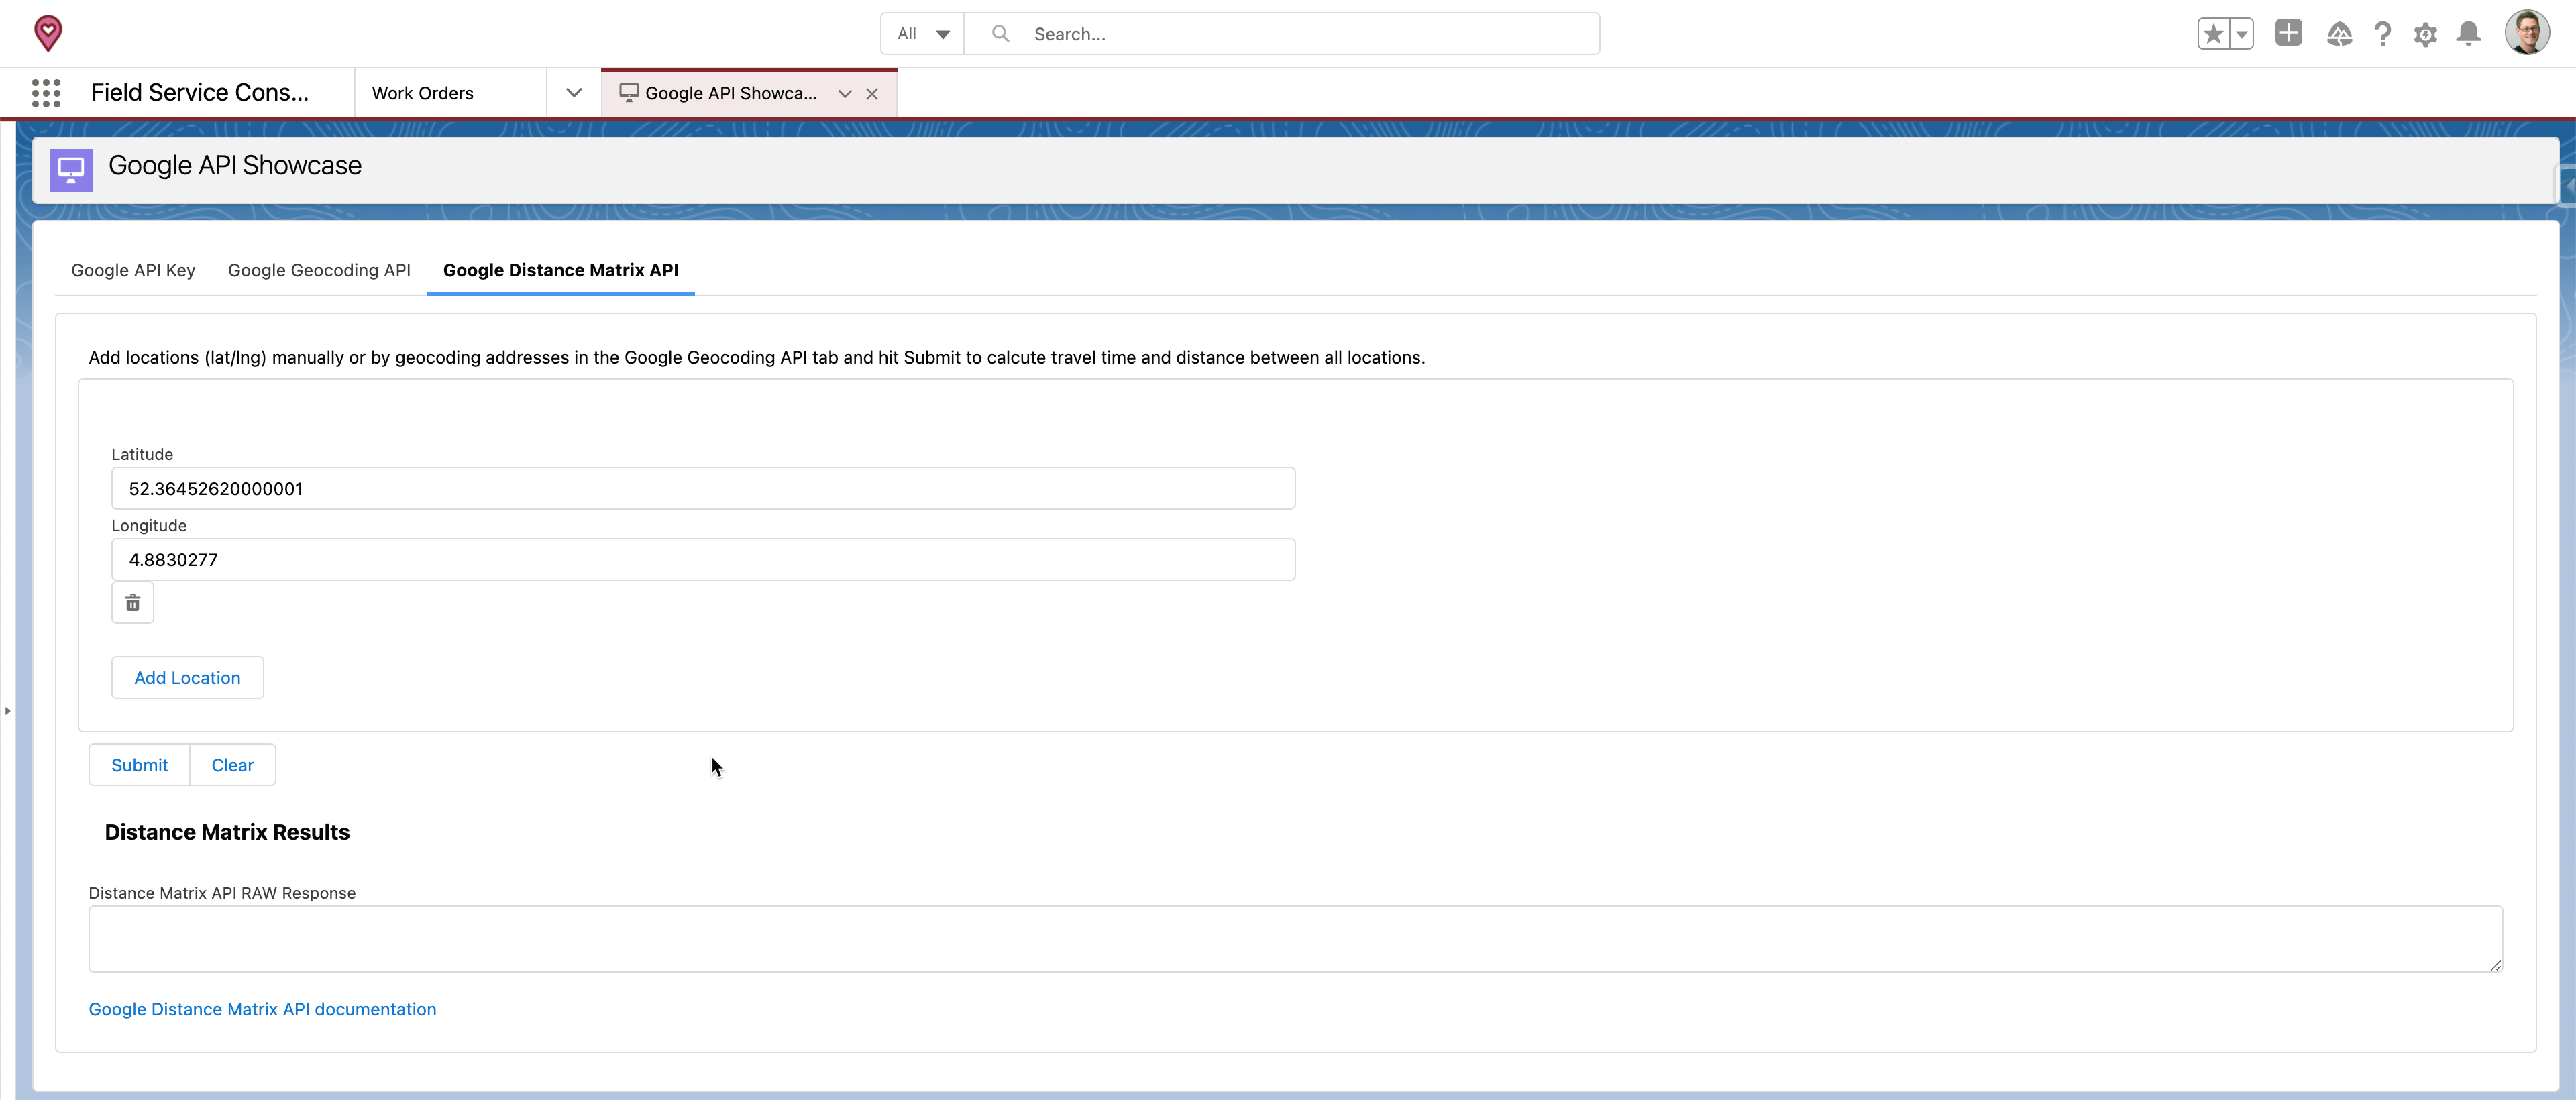 All
Search...
Field Service Cons...
Work Orders
Google API Showca...
Google API Showcase
Google API Key
Google Geocoding API
Google Distance Matrix API
Add locations (lat/lng) manually or by geocoding addresses in the Google Geocoding API tab and hit Submit to calcute travel time and distance between all locations.
Latitude
52.36452620000001
Longitude
4.8830277
Add Location
Submit
Clear
Distance Matrix Results
Distance Matrix API RAW Response
Google Distance Matrix API documentation